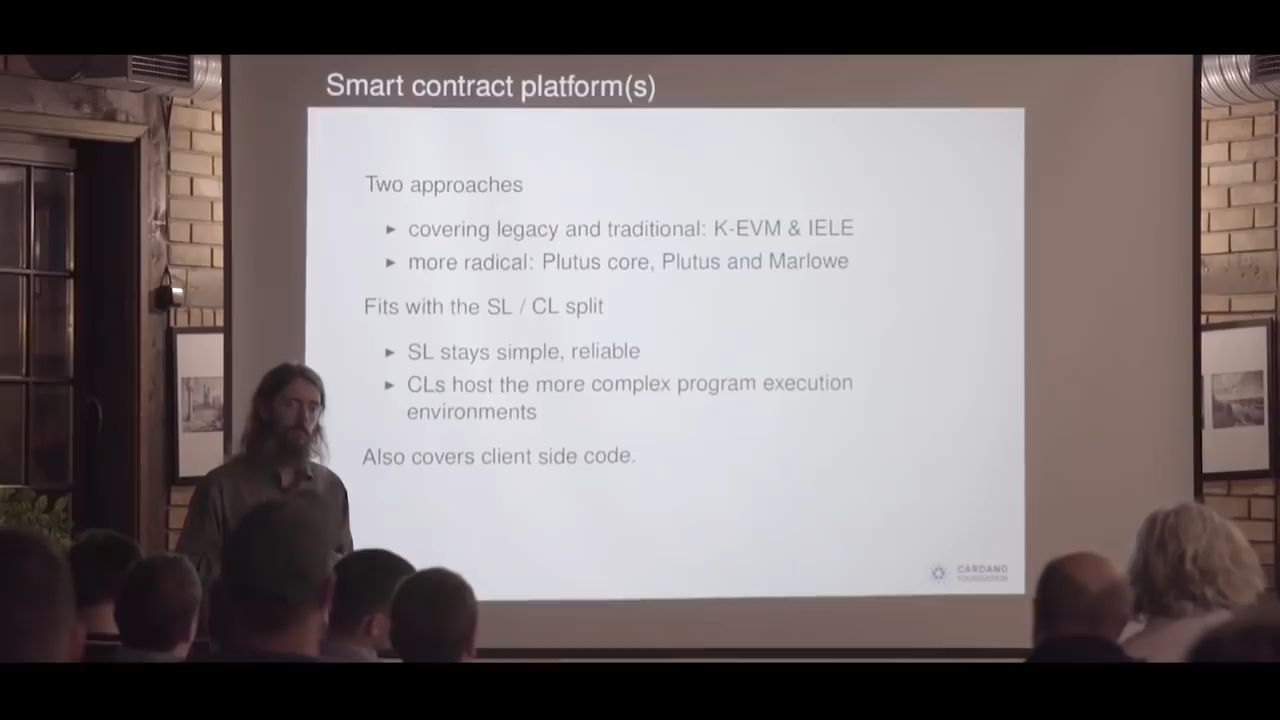 Smart contract platform(s)
Two approaches
► covering legacy and traditional: K-EVM & IELE
► more radical: Plutus core, Plutus and Marlowe
Fits with the SL / CL split
► SL stays simple, reliable
► CLs host the more complex program execution
environments
Also covers client side code.
CARDANO
FOUNDATION